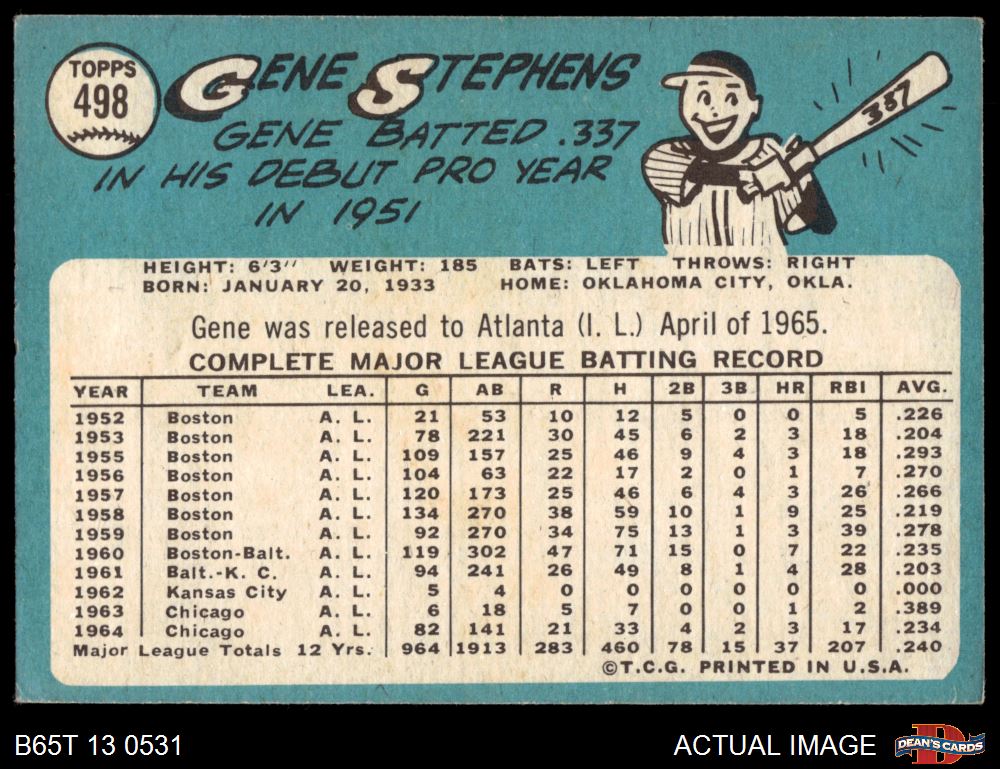 TOPPS
498
GENE STEPHENS
GENE BATTED .337
IN HIS DEBUT PRO YEAR
IN 1951
337
HEIGHT: 6'3" WEIGHT: 185 BATS: LEFT THROWS: RIGHT
BORN: JANUARY 20, 1933 HOME: OKLAHOMA CITY, OKLA.
Gene was released to Atlanta (I. L.) April of 1965.
COMPLETE MAJOR LEAGUE BATTING RECORD
YEAR TEAM LEA. G AB R H 2B 3B HR RBI AVG.
1952 Boston A. L. 21 53 10 12 5 0 0 5 .226
1953 Boston A. L. 78 221 30 45 6 2 3 18 .204
1955 Boston A. L. 109 157 25 46 9 4 3 18 .293
1956 Boston A. L. 104 63 22 17 2 0 1 7 .270
1957 Boston A. L. 120 173 25 46 6 4 3 26 .266
1958 Boston A. L. 134 270 38 59 10 1 9 25 .219
1959 Boston A. L. 92 270 34 75 13 1 3 39 .278
1960 Boston-Balt. A. L. 119 302 47 71 15 0 7 22 .235
1961 Balt.-K. C. A. L. 94 241 26 49 8 1 4 28 .203
1962 Kansas City A. L. 5 4 0 0 0 0 0 0 .000
1963 Chicago A. L. 6 18 5 7 0 0 1 2 .389
1964 Chicago A. L. 82 141 21 33 4 2 3 17 .234
Major League Totals 12 Yrs. 964 1913 283 460 78 15 37 207 .240
©T.C.G. PRINTED IN U.S.A.
B65T 13 0531
ACTUAL IMAGE
D
DEAN'S CARDS